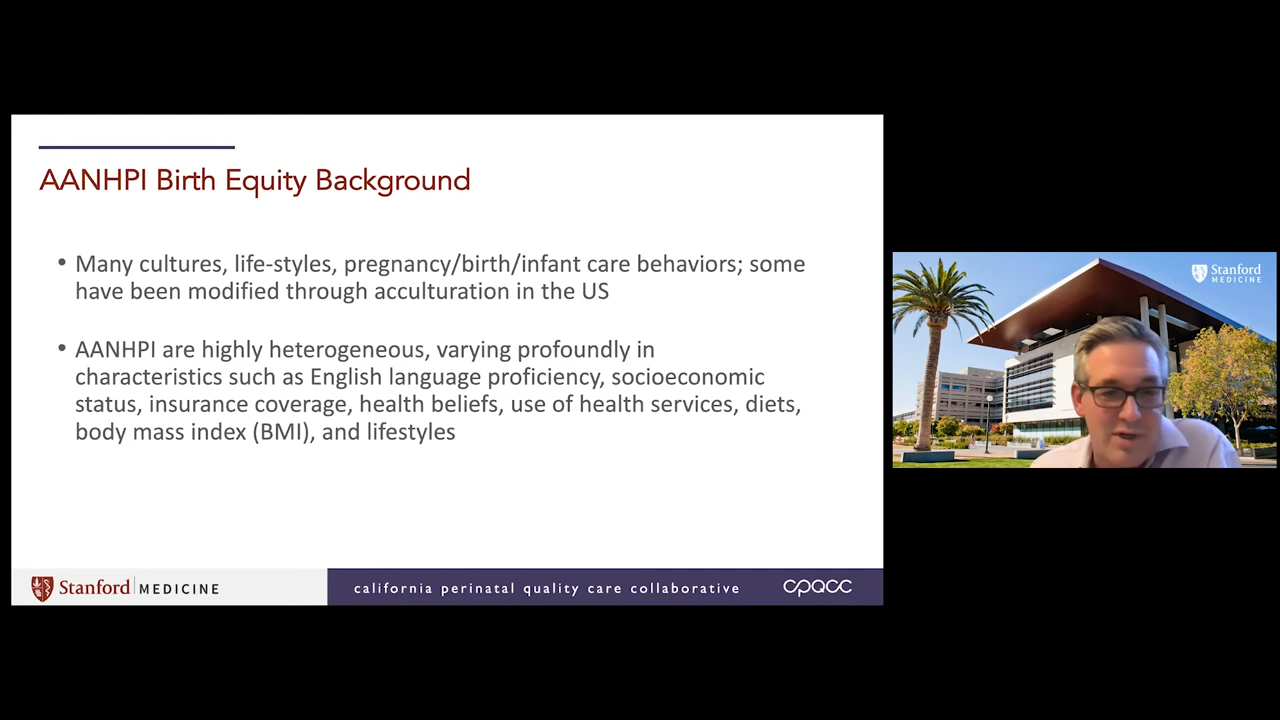 AANHPI Birth Equity Background
• Many cultures, life-styles, pregnancy/birth/infant care behaviors; some
have been modified through acculturation in the US
• AANHPI are highly heterogeneous, varying profoundly in
characteristics such as English language proficiency, socioeconomic
status, insurance coverage, health beliefs, use of health services, diets,
body mass index (BMI), and lifestyles
Stanford MEDICINE
california perinatal quality care collaborative
cpqcc
Stanford
MEDICINE